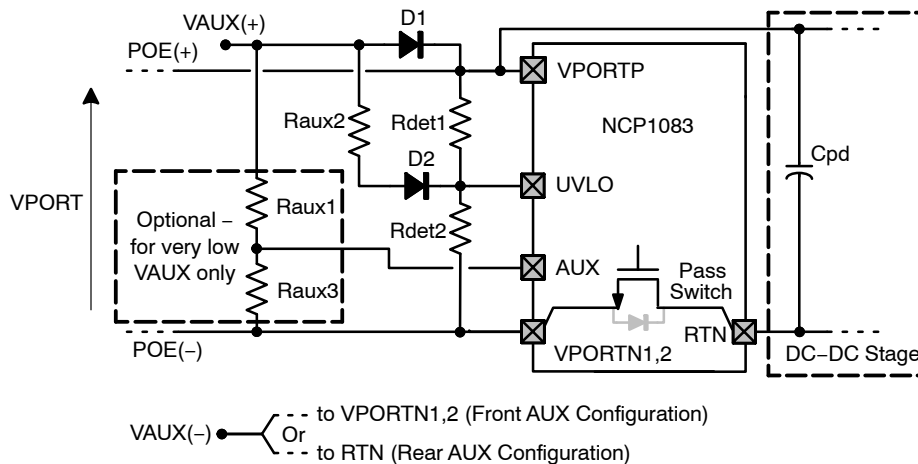 VAUX(+)
D1
POE(+)
VPORTP
Raux2
Rdet1
NCP1083
Cpd
D2
UVLO
VPORT
Optional –
for very low
VAUX only
Raux1
Rdet2
AUX
Pass
Switch
Raux3
RTN
POE(–)
VPORTN1,2
DC–DC Stage
to VPORTN1,2 (Front AUX Configuration)
VAUX(–)
Or
to RTN (Rear AUX Configuration)